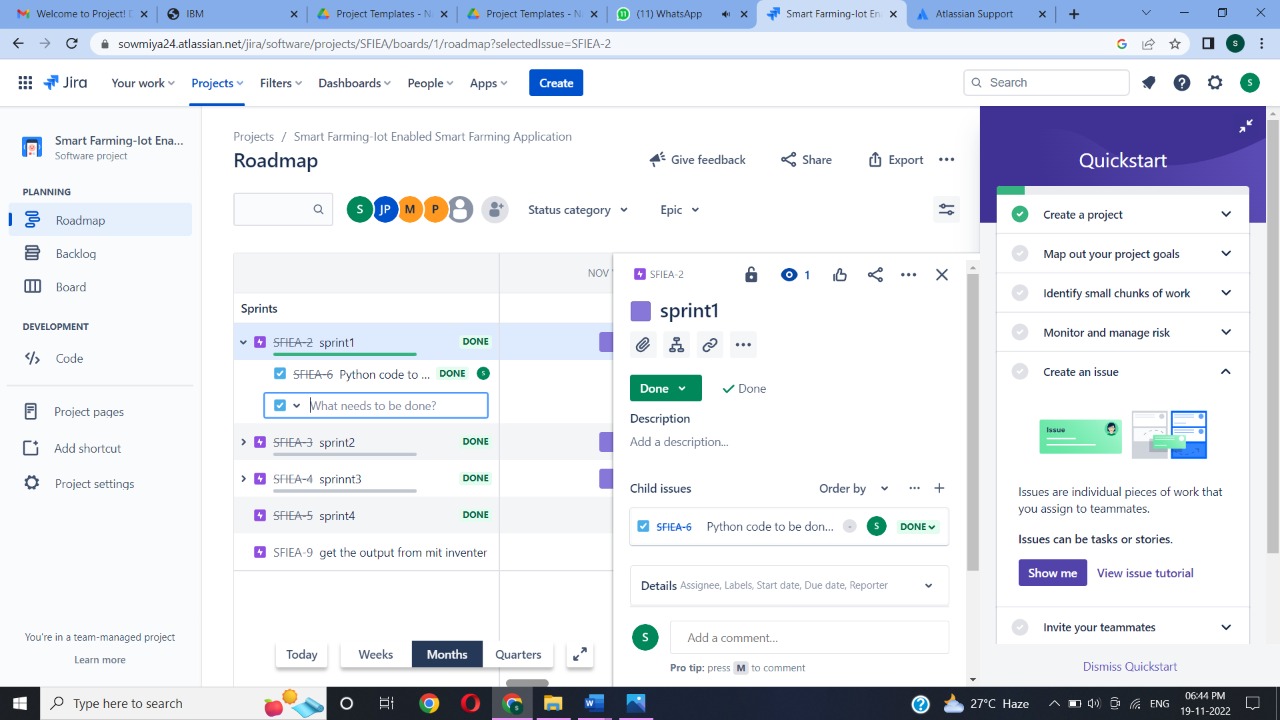 Welcome to Proj
IBM
Project Templates - N
Project Template - N
(11) WhatsApp
Smart Farming-Iot En
Atlassian Support
sowmiya24.atlassian.net/jira/software/projects/SFIEA/boards/1/roadmap?selectedIssue=SFIEA-2
S
Jira
Your work
Projects
Filters
Dashboards
People
Apps
Create
Search
S
Smart Farming-Iot Ena...
Software project
PLANNING
Roadmap
Backlog
Board
DEVELOPMENT
Code
Project pages
Add shortcut
Project settings
You're in a team-managed project
Learn more
Projects / Smart Farming-Iot Enabled Smart Farming Application
Roadmap
Give feedback
Share
Export
S JP M P
Status category
Epic
NOV
Sprints
SFIEA-2 sprint1 DONE
SFIEA-6 Python code to ... DONE S
What needs to be done?
SFIEA-3 sprint2 DONE
SFIEA-4 sprinnt3 DONE
SFIEA-5 sprint4 DONE
SFIEA-9 get the output from mit inventer
Today
Weeks
Months
Quarters
SFIEA-2
1
sprint1
Done
Done
Description
Add a description...
Child issues
Order by
SFIEA-6 Python code to be don... - S DONE
Details Assignee, Labels, Start date, Due date, Reporter
S
Add a comment...
Pro tip: press M to comment
Quickstart
Create a project
Map out your project goals
Identify small chunks of work
Monitor and manage risk
Create an issue
Issue
Issues are individual pieces of work that
you assign to teammates.
Issues can be tasks or stories.
Show me
View issue tutorial
Invite your teammates
Dismiss Quickstart
Type here to search
27°C Haze
ENG
06:44 PM
19-11-2022